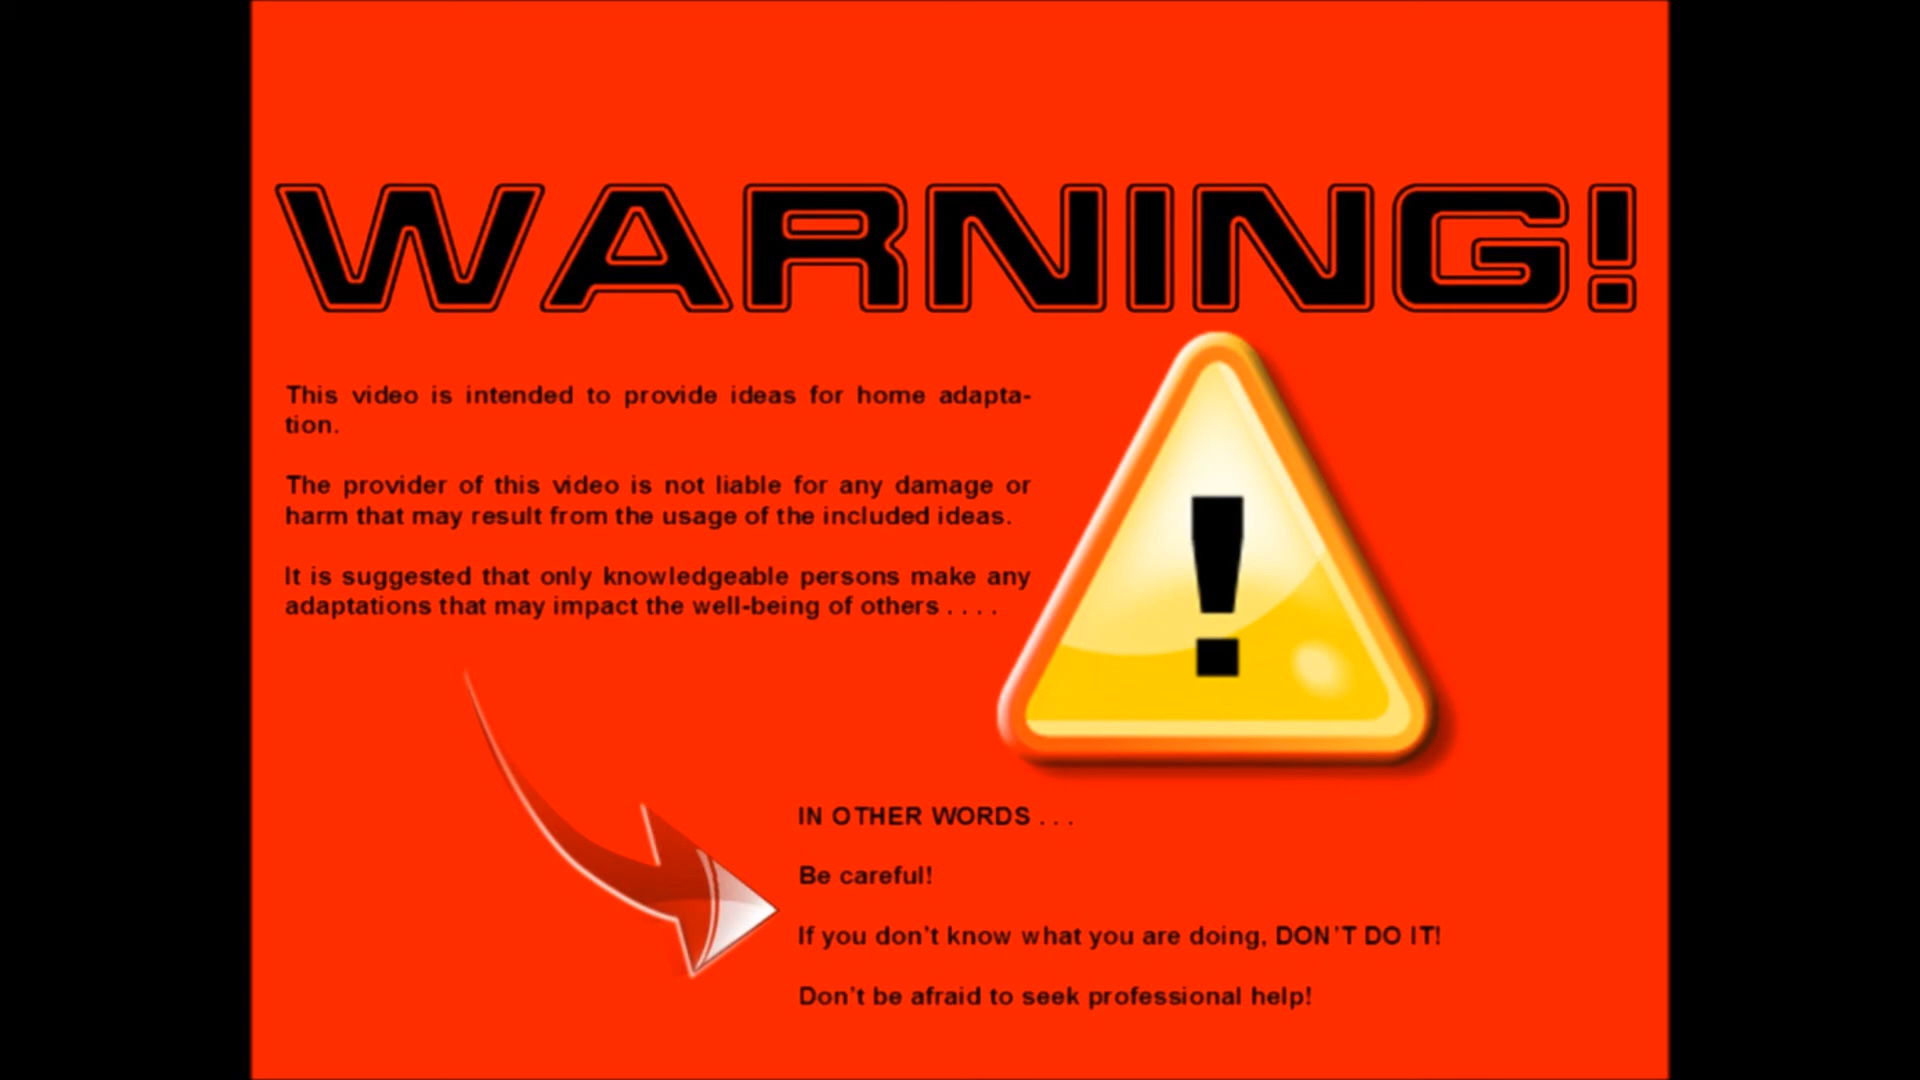 WARNING!
This video is intended to provide ideas for home adapta-
tion.
The provider of this video is not liable for any damage or
harm that may result from the usage of the included ideas.
It is suggested that only knowledgeable persons make any
adaptations that may impact the well-being of others . . . .
!
IN OTHER WORDS . . .
Be careful!
If you don't know what you are doing, DON'T DO IT!
Don't be afraid to seek professional help!